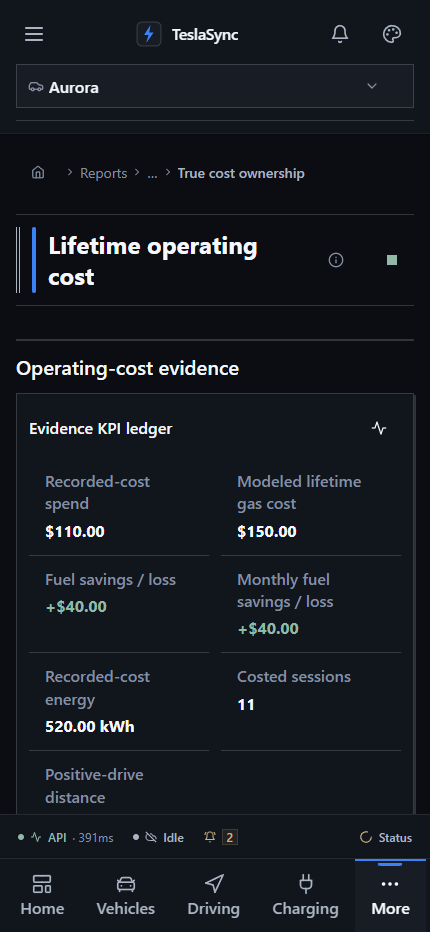 TeslaSync
Aurora
Reports
...
True cost ownership
Lifetime operating
cost
Operating-cost evidence
Evidence KPI ledger
Recorded-cost
spend
$110.00
Modeled lifetime
gas cost
$150.00
Fuel savings / loss
+$40.00
Monthly fuel
savings / loss
+$40.00
Recorded-cost
energy
520.00 kWh
Costed sessions
11
Positive-drive
distance
API · 391ms
Idle
2
Status
Home
Vehicles
Driving
Charging
More